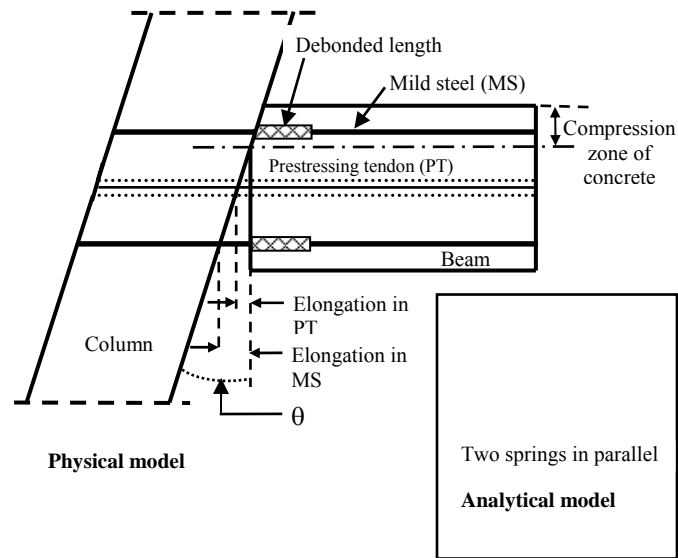 Debonded length
Mild steel (MS)
Compression
zone of
concrete
Prestressing tendon (PT)
Beam
Elongation in
PT
Column
Elongation in
MS
θ
Physical model
Two springs in parallel
Analytical model